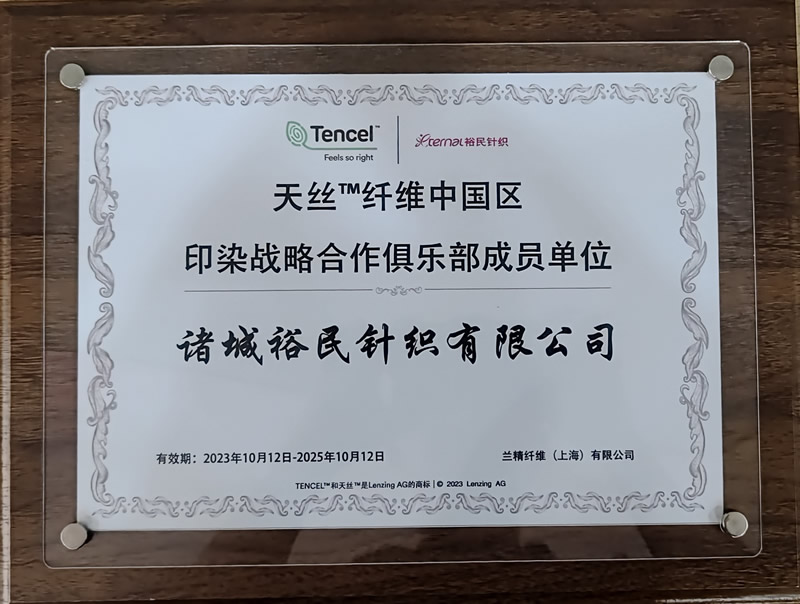 Tencel™
Feels so right
Eternal裕民针织
天丝™纤维中国区
印染战略合作俱乐部成员单位
诸城裕民针织有限公司
有效期：2023年10月12日-2025年10月12日
兰精纤维（上海）有限公司
TENCEL™和天丝™是Lenzing AG的商标 | © 2023 Lenzing AG